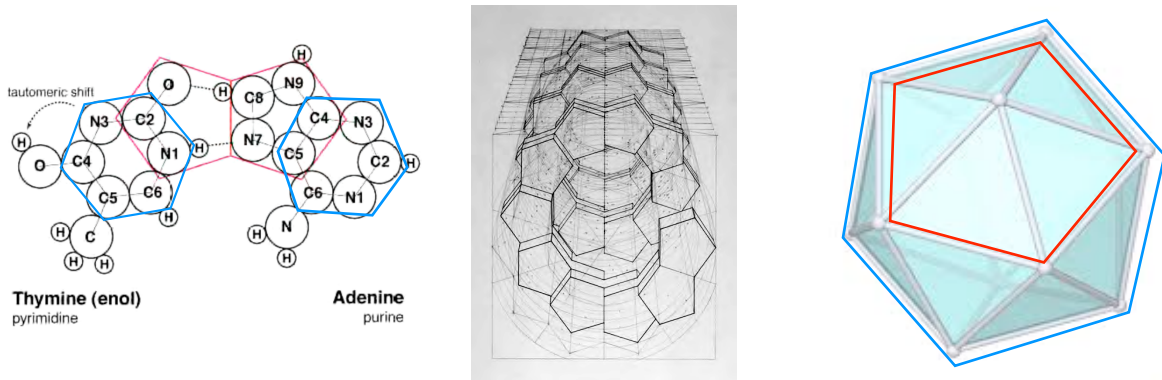 H
O
H
N9
tautomeric shift
H
C8
N3
C2
C4
N3
H
O
C4
N1
H
N7
C5
C2
H
C5
C6
C6
N1
H
C
H
N
H
H
H
H
Thymine (enol)
pyrimidine
Adenine
purine